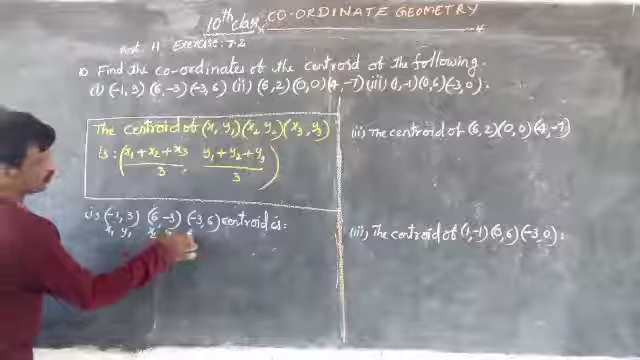 10th class CO-ORDINATE GEOMETRY
Part 11 Exercise: 7.2
Find the co-ordinates of the centroid of the following.
(i) (-1, 3) (6, -3) (-3, 6) (ii) (6, 2) (0, 0) (4, -7) (iii) (1, -1) (0, 6) (-3, 0).
The centroid of (x1, y1) (x2 y2) (x3, y3)
is: (x1 + x2 + x3 / 3, y1 + y2 + y3 / 3)
(i), (-1, 3) (6 -3) (-3, 6) centroid is:
x1 y1 x2
(ii), The centroid of (6, 2) (0, 0) (4, -7)
(iii), The centroid of (1, -1) (0, 6) (-3, 0) =